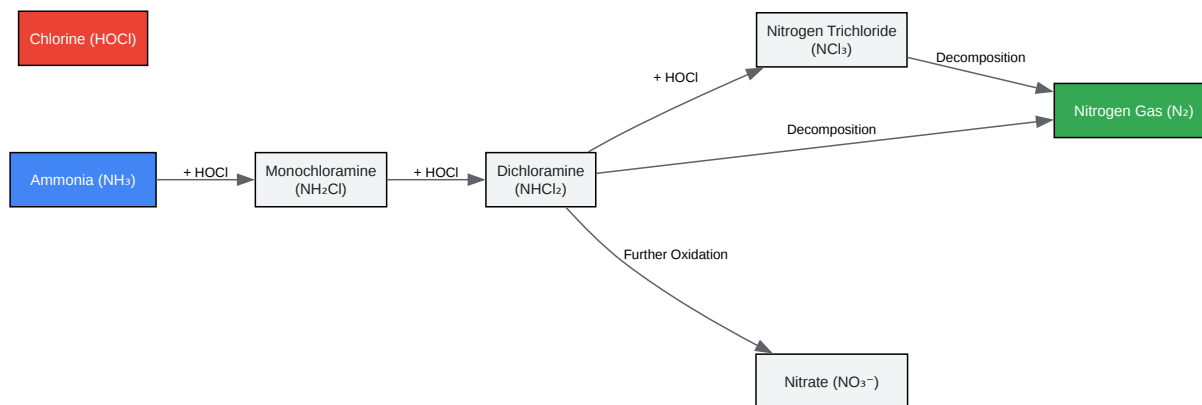 Chlorine (HOCl)
Nitrogen Trichloride
(NCl₃)
Decomposition
+ HOCl
Nitrogen Gas (N₂)
Decomposition
Ammonia (NH₃)
+ HOCl
Monochloramine
(NH₂Cl)
+ HOCl
Dichloramine
(NHCl₂)
Further Oxidation
Nitrate (NO₃⁻)